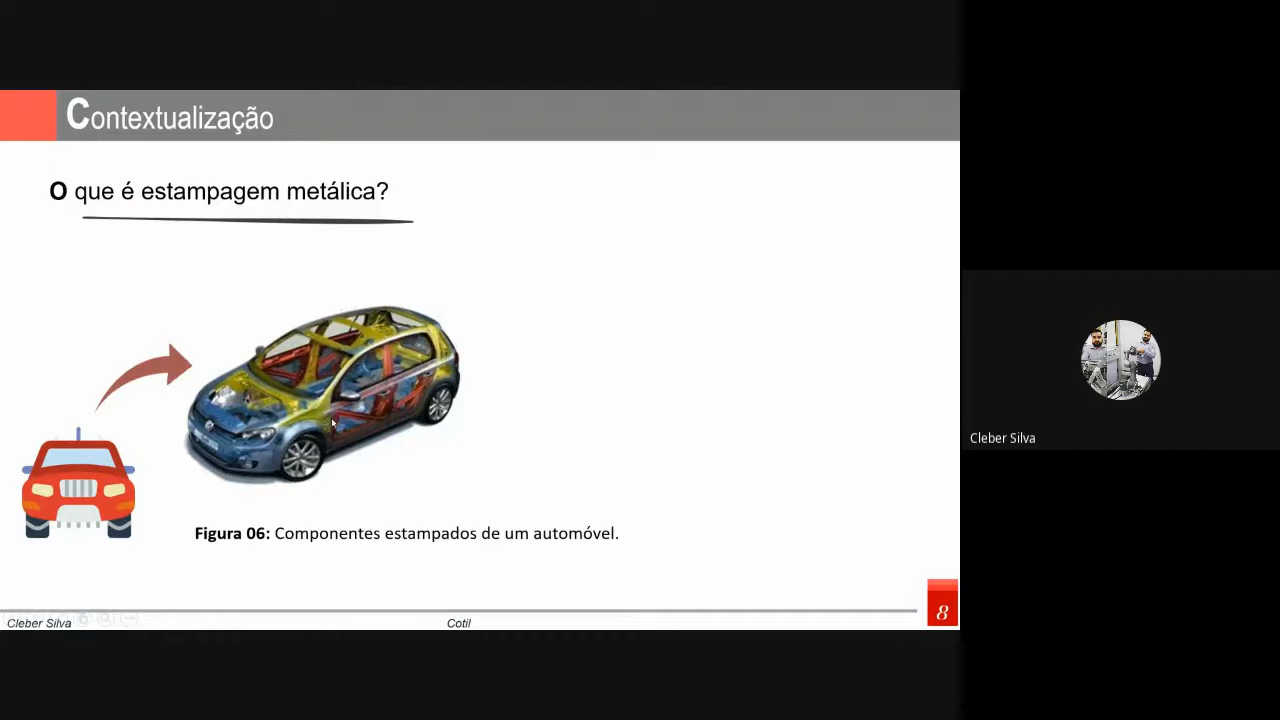 Contextualização
O que é estampagem metálica?
Cleber Silva
Figura 06: Componentes estampados de um automóvel.
8
Cleber Silva
Cotil